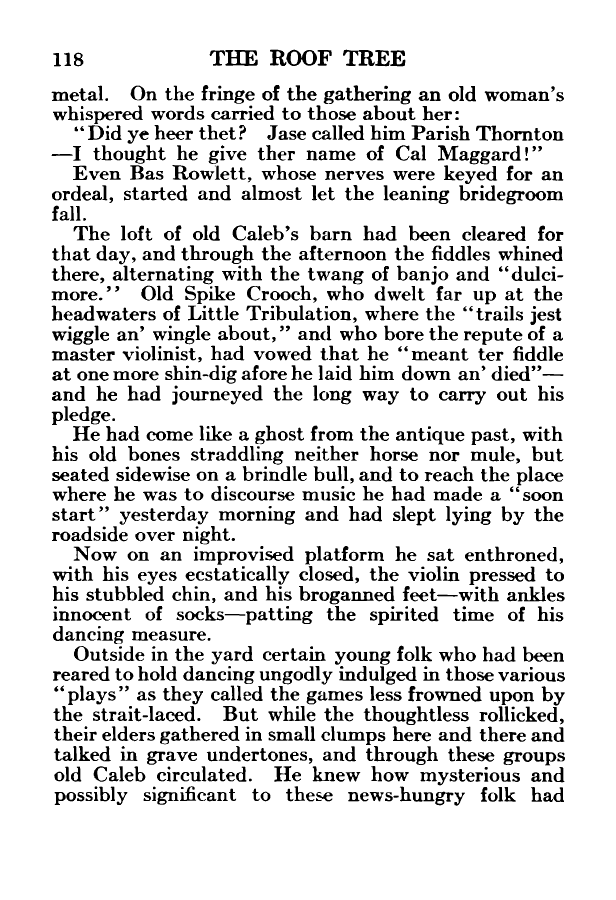 118 THE ROOF TREE
metal. On the fringe of the gathering an old woman's
whispered words carried to those about her:
"Did ye heer thet? Jase called him Parish Thornton
—I thought he give ther name of Cal Maggard!"
Even Bas Rowlett, whose nerves were keyed for an
ordeal, started and almost let the leaning bridegroom
fall.
The loft of old Caleb's barn had been cleared for
that day, and through the afternoon the fiddles whined
there, alternating with the twang of banjo and "dulci-
more." Old Spike Crooch, who dwelt far up at the
headwaters of Little Tribulation, where the "trails jest
wiggle an' wingle about," and who bore the repute of a
master violinist, had vowed that he "meant ter fiddle
at one more shin-dig afore he laid him down an' died"—
and he had journeyed the long way to carry out his
pledge.
He had come like a ghost from the antique past, with
his old bones straddling neither horse nor mule, but
seated sidewise on a brindle bull, and to reach the place
where he was to discourse music he had made a "soon
start" yesterday morning and had slept lying by the
roadside over night.
Now on an improvised platform he sat enthroned,
with his eyes ecstatically closed, the violin pressed to
his stubbled chin, and his broganned feet—with ankles
innocent of socks—patting the spirited time of his
dancing measure.
Outside in the yard certain young folk who had been
reared to hold dancing ungodly indulged in those various
"plays" as they called the games less frowned upon by
the strait-laced. But while the thoughtless rollicked,
their elders gathered in small clumps here and there and
talked in grave undertones, and through these groups
old Caleb circulated. He knew how mysterious and
possibly significant to these news-hungry folk had